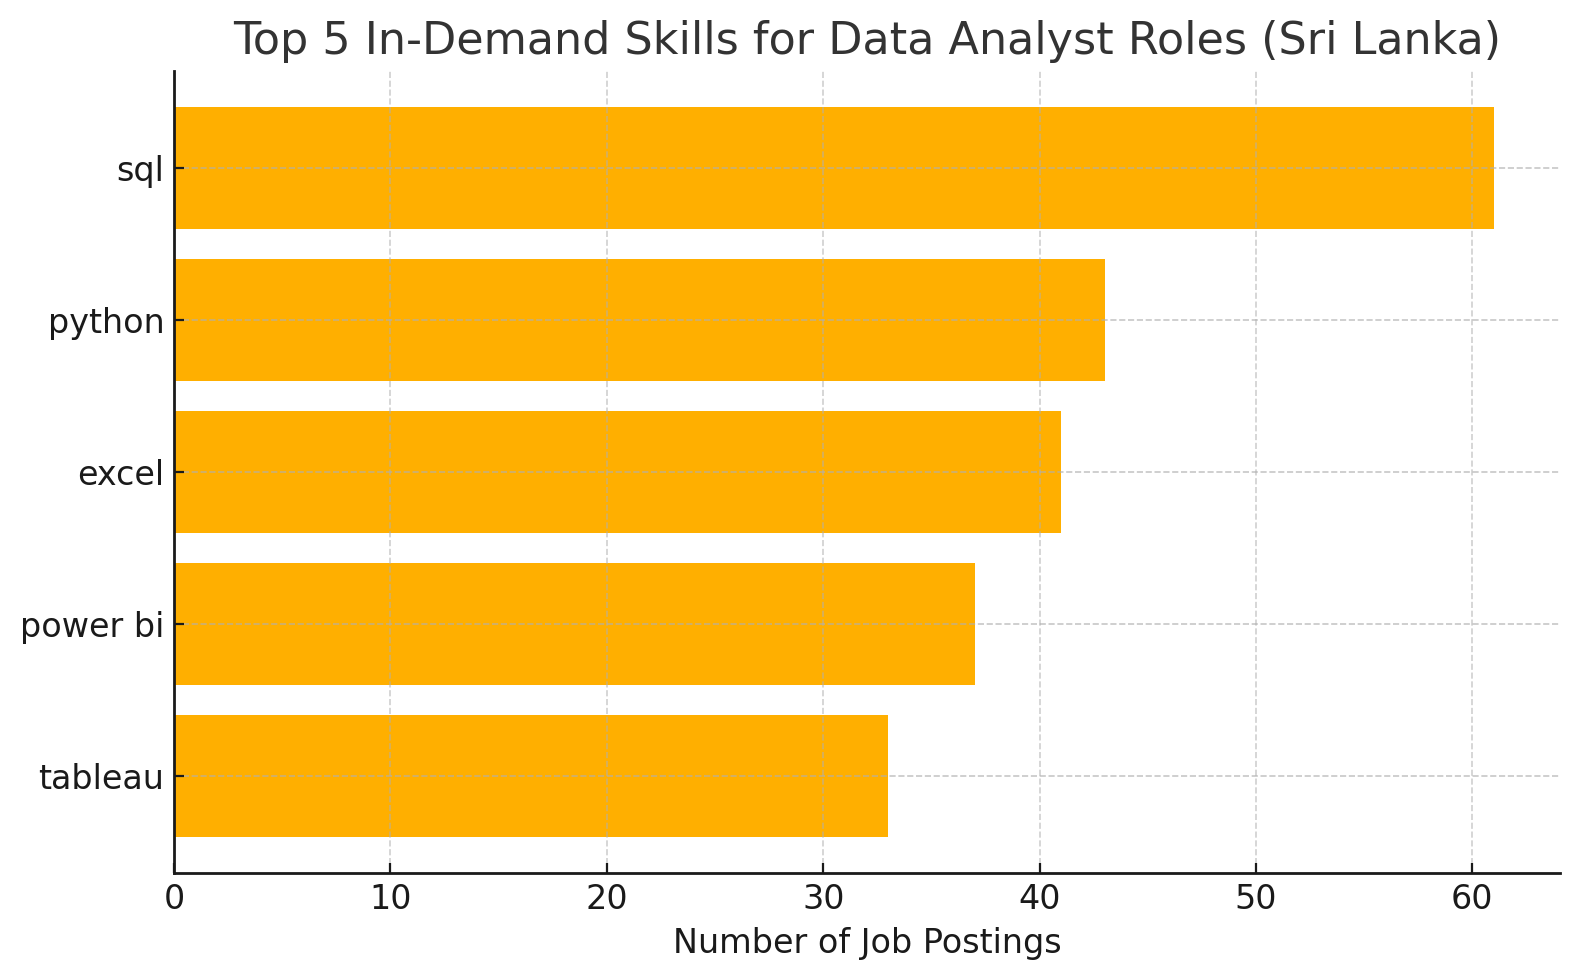 Top 5 In-Demand Skills for Data Analyst Roles (Sri Lanka)
sql
python
excel
power bi
tableau
0 10 20 30 40 50 60
Number of Job Postings